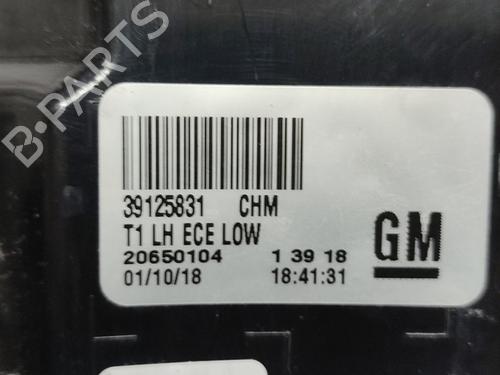 B-PARTS
39125831 CHM
T1 LH ECE LOW
20650104 1 39 18
01/10/18 18:41:31
GM